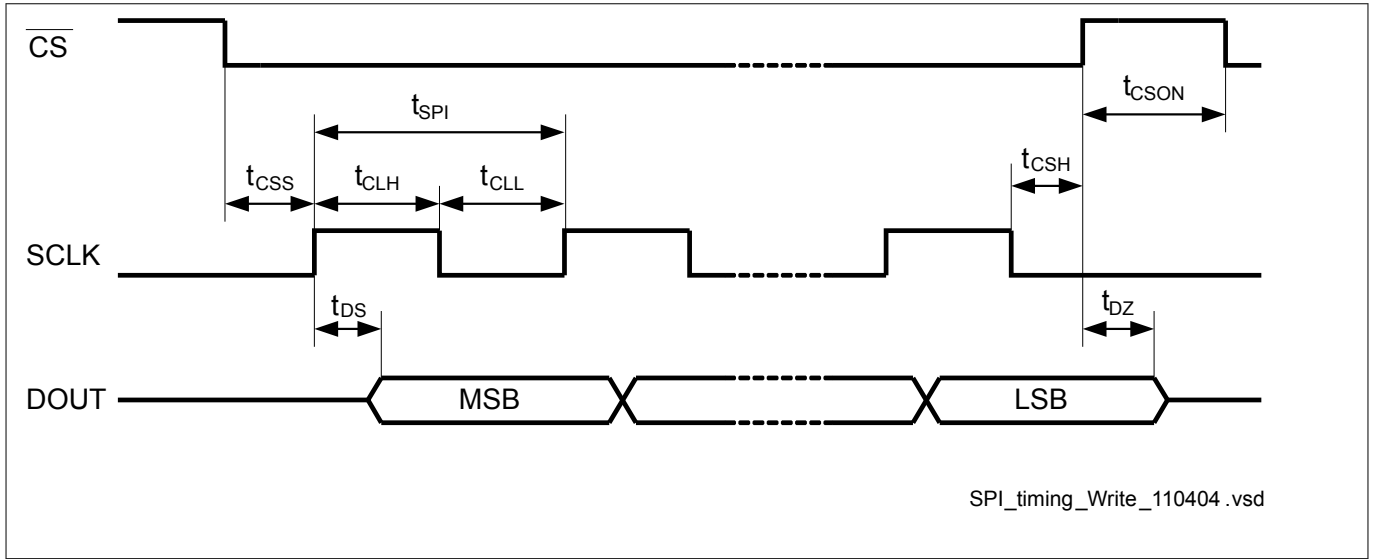 CS
tCSON
tSPI
tCSH
tCSS
tCLH
tCLL
SCLK
tDS
tDZ
DOUT
MSB
LSB
SPI_timing_Write_110404 .vsd